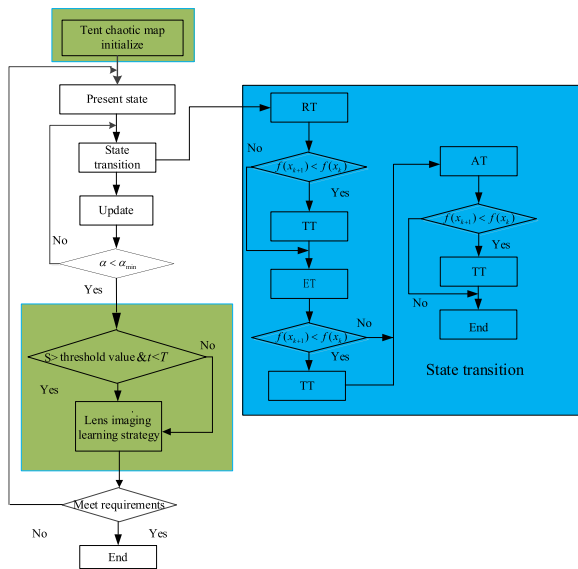 Tent chaotic map
initialize
Present state
State
transition
Update
No
α < α_min
Yes
S> threshold value &t<T
No
Yes
Lens imaging
learning strategy
Meet requirements
No
Yes
End
RT
No
f(x_{k+1}) < f(x_k)
Yes
TT
ET
f(x_{k+1}) < f(x_k)
No
Yes
TT
AT
f(x_{k+1}) < f(x_k)
Yes
TT
No
End
State transition